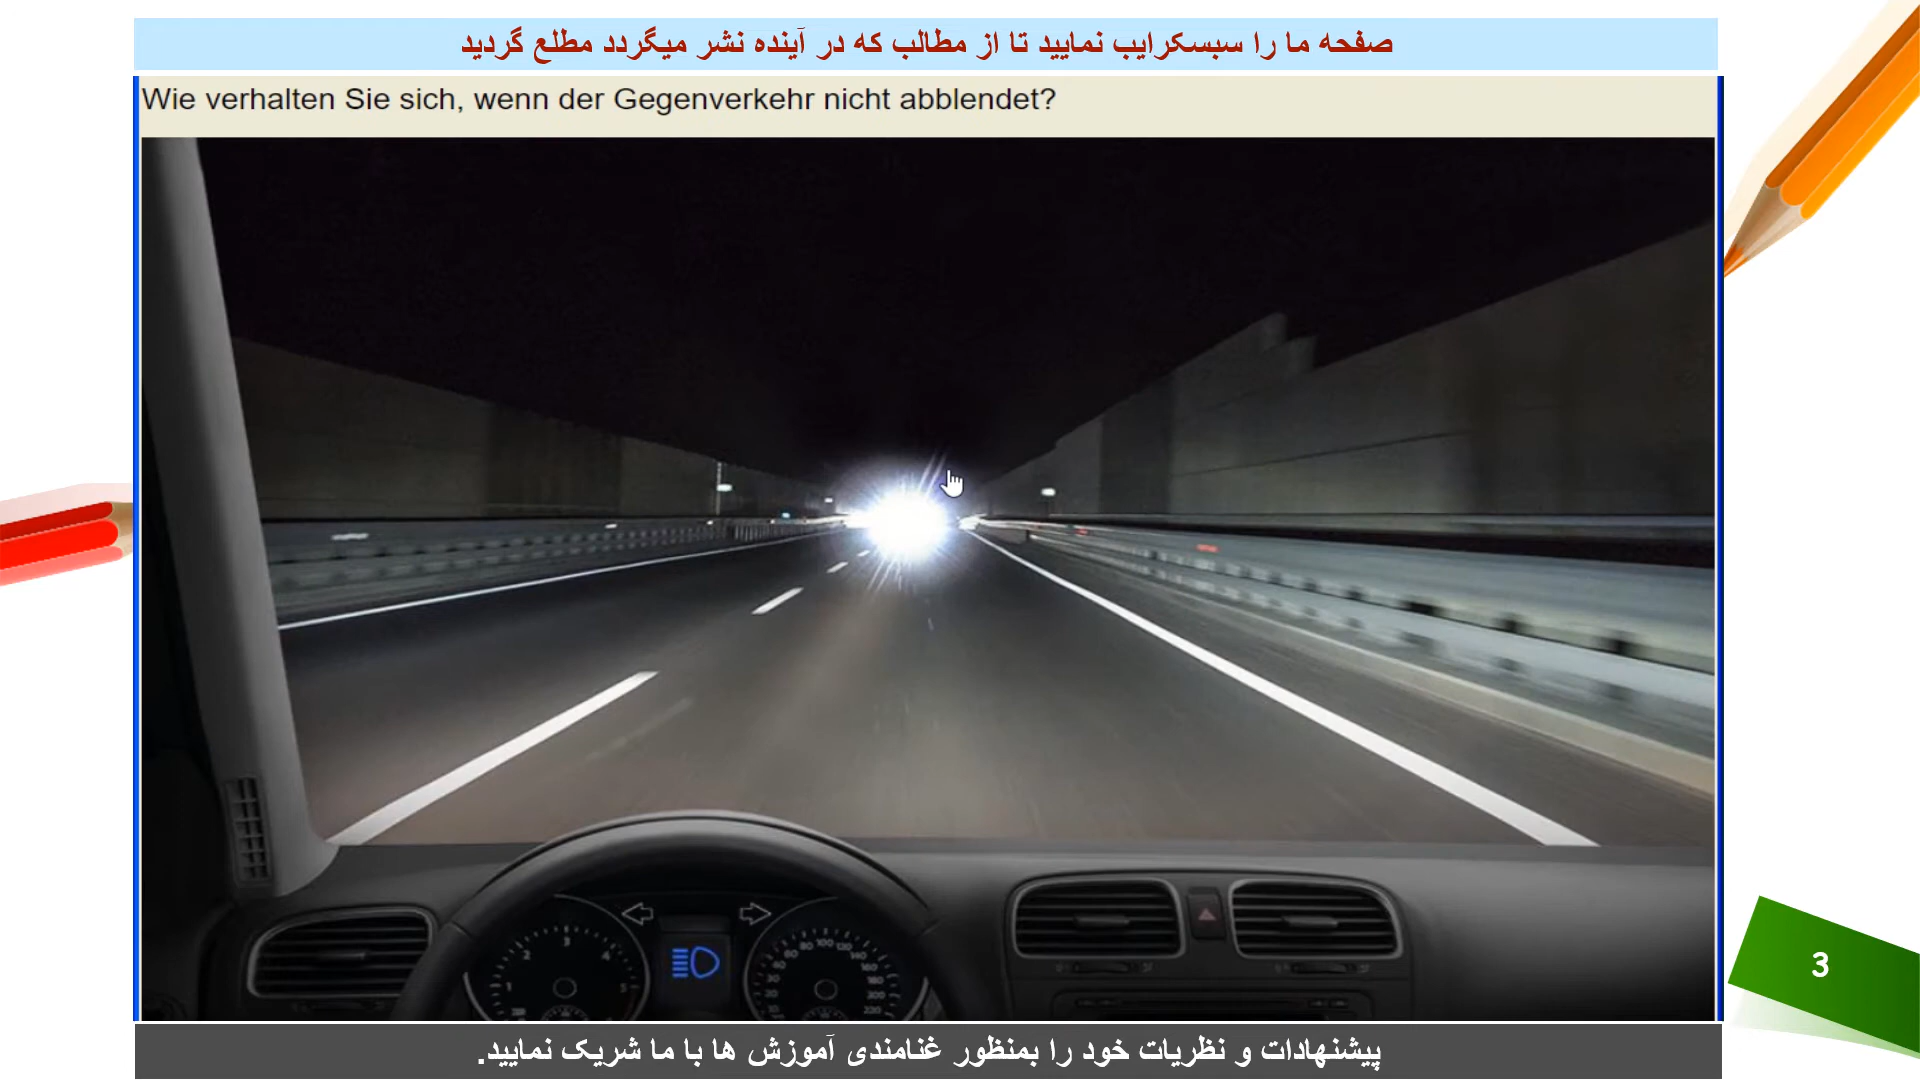 صفحه ما را سبسکرایب نمایید تا از مطالب که در آینده نشر میگردد مطلع گردید
Wie verhalten Sie sich, wenn der Gegenverkehr nicht abblendet?
3
پیشنهادات و نظریات خود را بمنظور غنامندی آموزش ها با ما شریک نمایید.